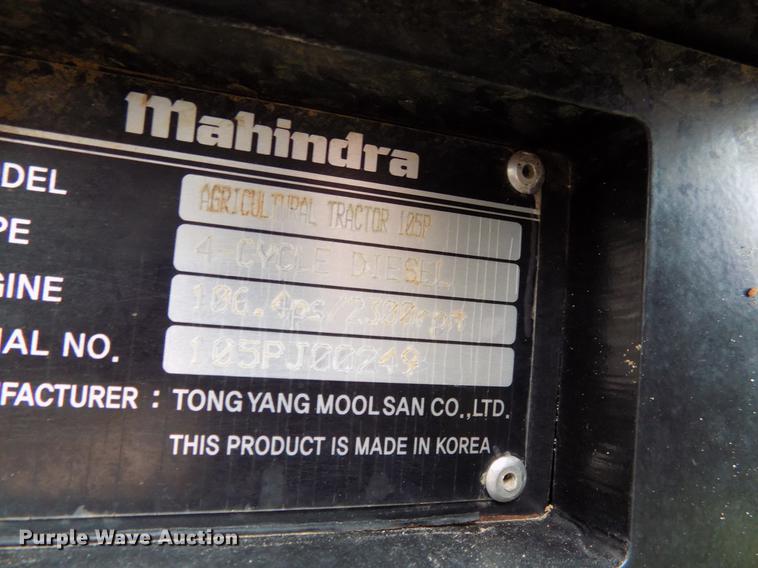 mahindra
DEL AGRICULTURAL TRACTOR 105P
PE 4-CYCLE DIESEL
GINE 106.4ps/2300rpm
IAL NO. 105PJ00249
FACTURER : TONG YANG MOOLSAN CO.,LTD.
THIS PRODUCT IS MADE IN KOREA
Purple Wave Auction